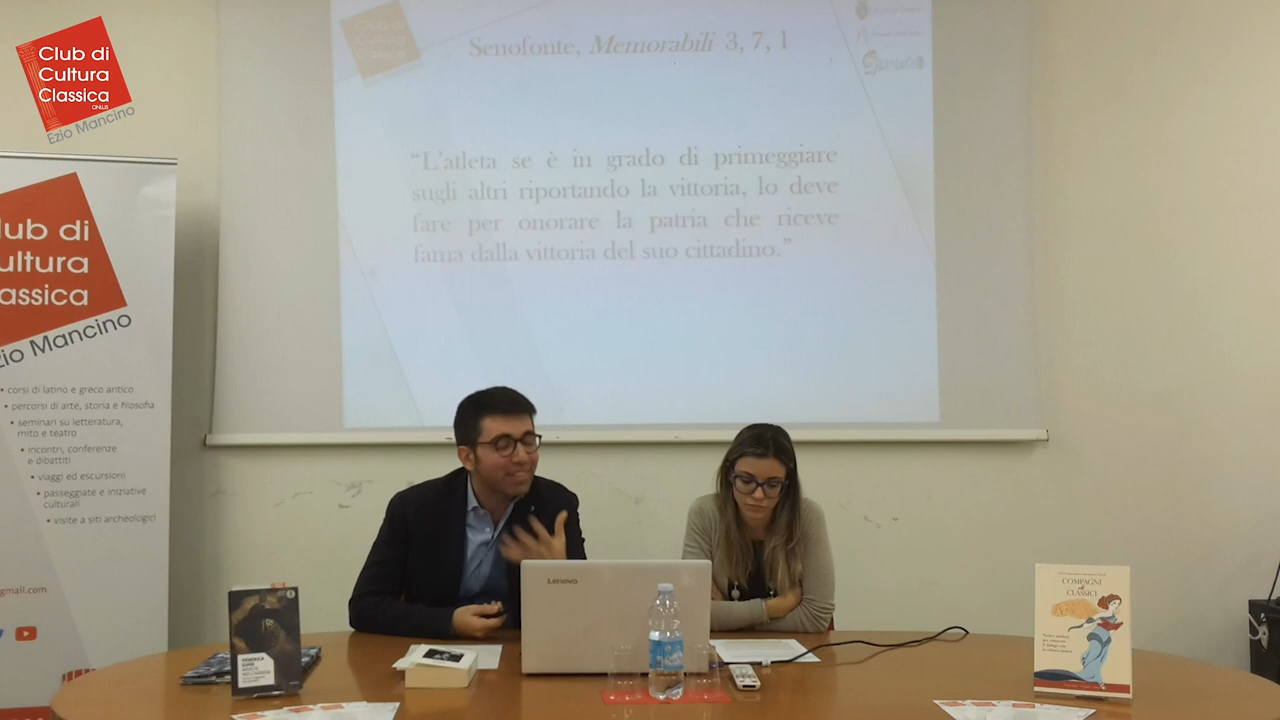 Club di
Cultura
Classica
ONLUS
Ezio Mancino
Senofonte, Memorabili 3, 7, 1
“L’atleta se è in grado di primeggiare
sugli altri riportando la vittoria, lo deve
fare per onorare la patria che riceve
fama dalla vittoria del suo cittadino.”
lub di
ultura
assica
zio Mancino
▪ corsi di latino e greco antico
▪ percorsi di arte, storia e filosofia
▪ seminari su letteratura,
mito e teatro
▪ incontri, conferenze
e dibattiti
▪ viaggi ed escursioni
▪ passeggiate e iniziative
culturali
▪ visite a siti archeologici
gmail.com
Lenovo
FEDERICA
COMPAGNI
di
CLASSICI